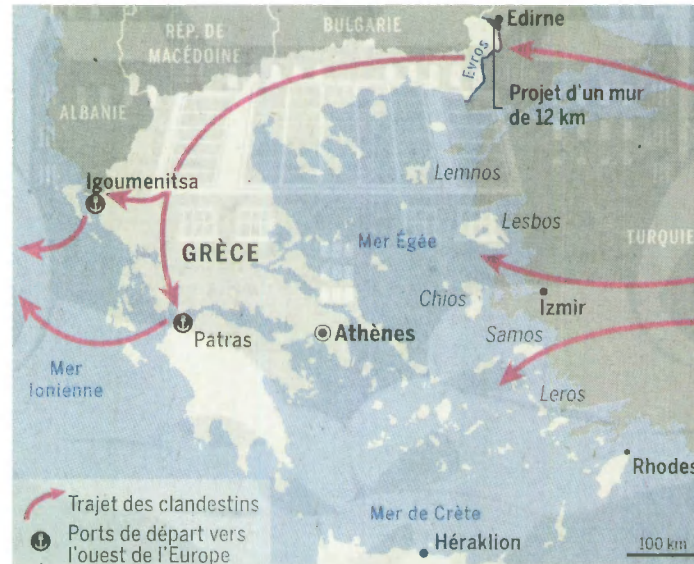 BULGARIE
Edirne
RÉP. DE
MACÉDOINE
Evros
Projet d'un mur
de 12 km
ALBANIE
Lemnos
Igoumenitsa
Lesbos
TURQUIE
Mer Égée
GRÈCE
Chios
Izmir
Athènes
Patras
Samos
Mer
Ionienne
Leros
Rhodes
Trajet des clandestins
Mer de Crète
Ports de départ vers
l'ouest de l'Europe
Héraklion
100 km